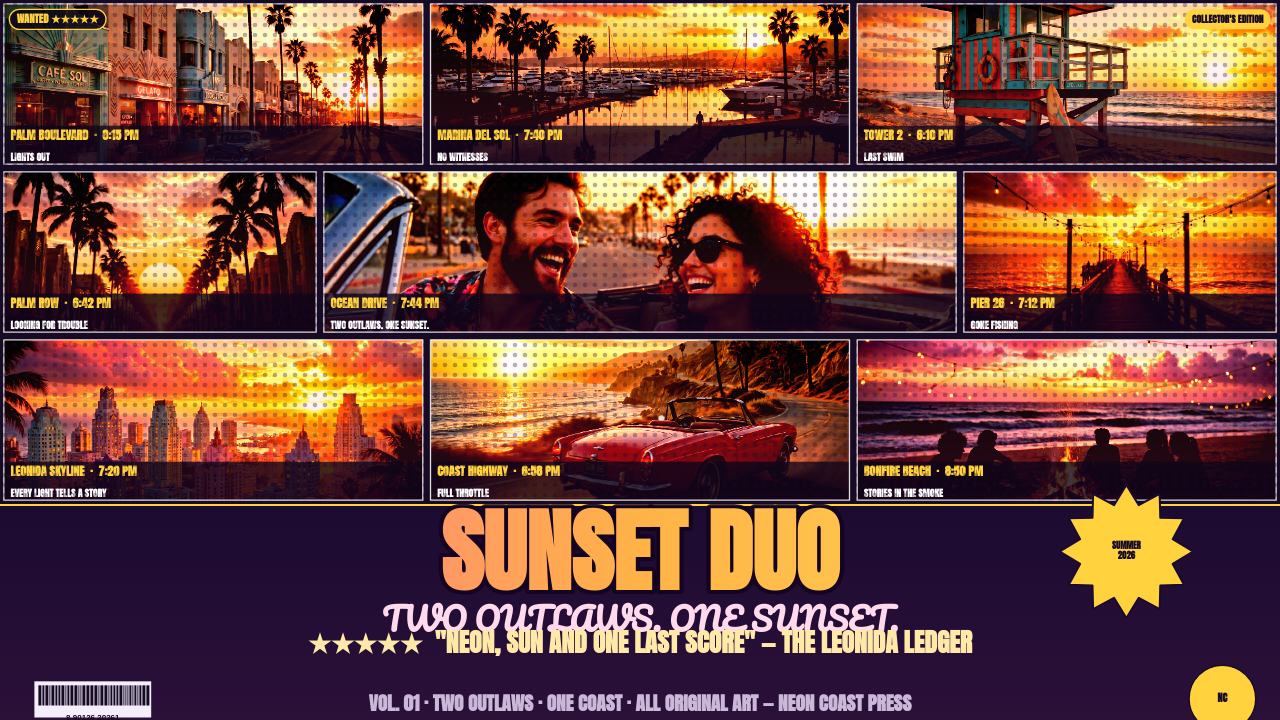 WANTED ★★★★★
COLLECTOR'S EDITION
CAFE SOL
GELATO
PALM BOULEVARD · 8:15 PM
LIGHTS OUT
MARINA DEL SOL · 7:40 PM
NO WITNESSES
TOWER 2 · 6:10 PM
LAST SWIM
PALM ROW · 6:42 PM
LOOKING FOR TROUBLE
OCEAN DRIVE · 7:44 PM
TWO OUTLAWS. ONE SUNSET.
PIER 26 · 7:12 PM
GONE FISHING
LEONIDA SKYLINE · 7:20 PM
EVERY LIGHT TELLS A STORY
COAST HIGHWAY · 6:58 PM
FULL THROTTLE
BONFIRE BEACH · 8:50 PM
STORIES IN THE SMOKE
SUNSET DUO
SUMMER
2026
TWO OUTLAWS. ONE SUNSET.
★★★★★ "NEON, SUN AND ONE LAST SCORE" – THE LEONIDA LEDGER
VOL. 01 · TWO OUTLAWS · ONE COAST · ALL ORIGINAL ART – NEON COAST PRESS
NC